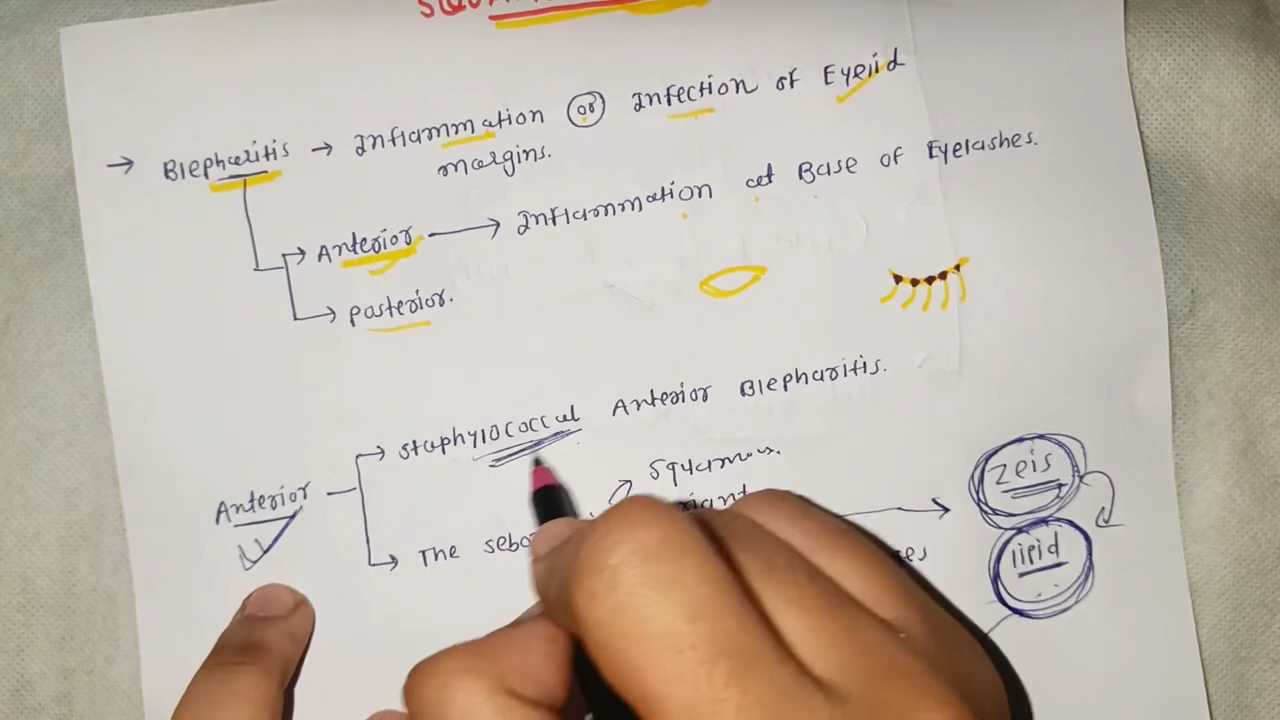 → Blepharitis → Inflammation or Infection of Eyelid
margins.
Anterior → Inflammation at Base of Eyelashes.
→ Posterior.
Anterior
→ Staphylococcal Anterior Blepharitis.
Squamous.
→ The
zeis
lipid